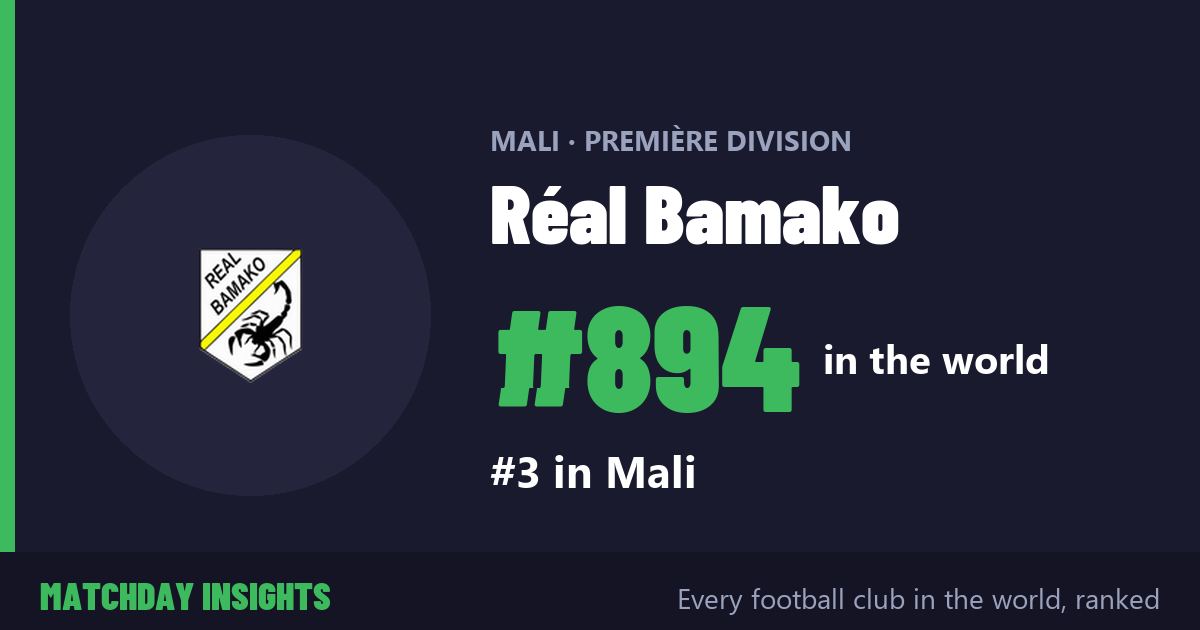 MALI · PREMIÈRE DIVISION
Réal Bamako
#894 in the world
#3 in Mali
REAL
BAMAKO
MATCHDAY INSIGHTS
Every football club in the world, ranked